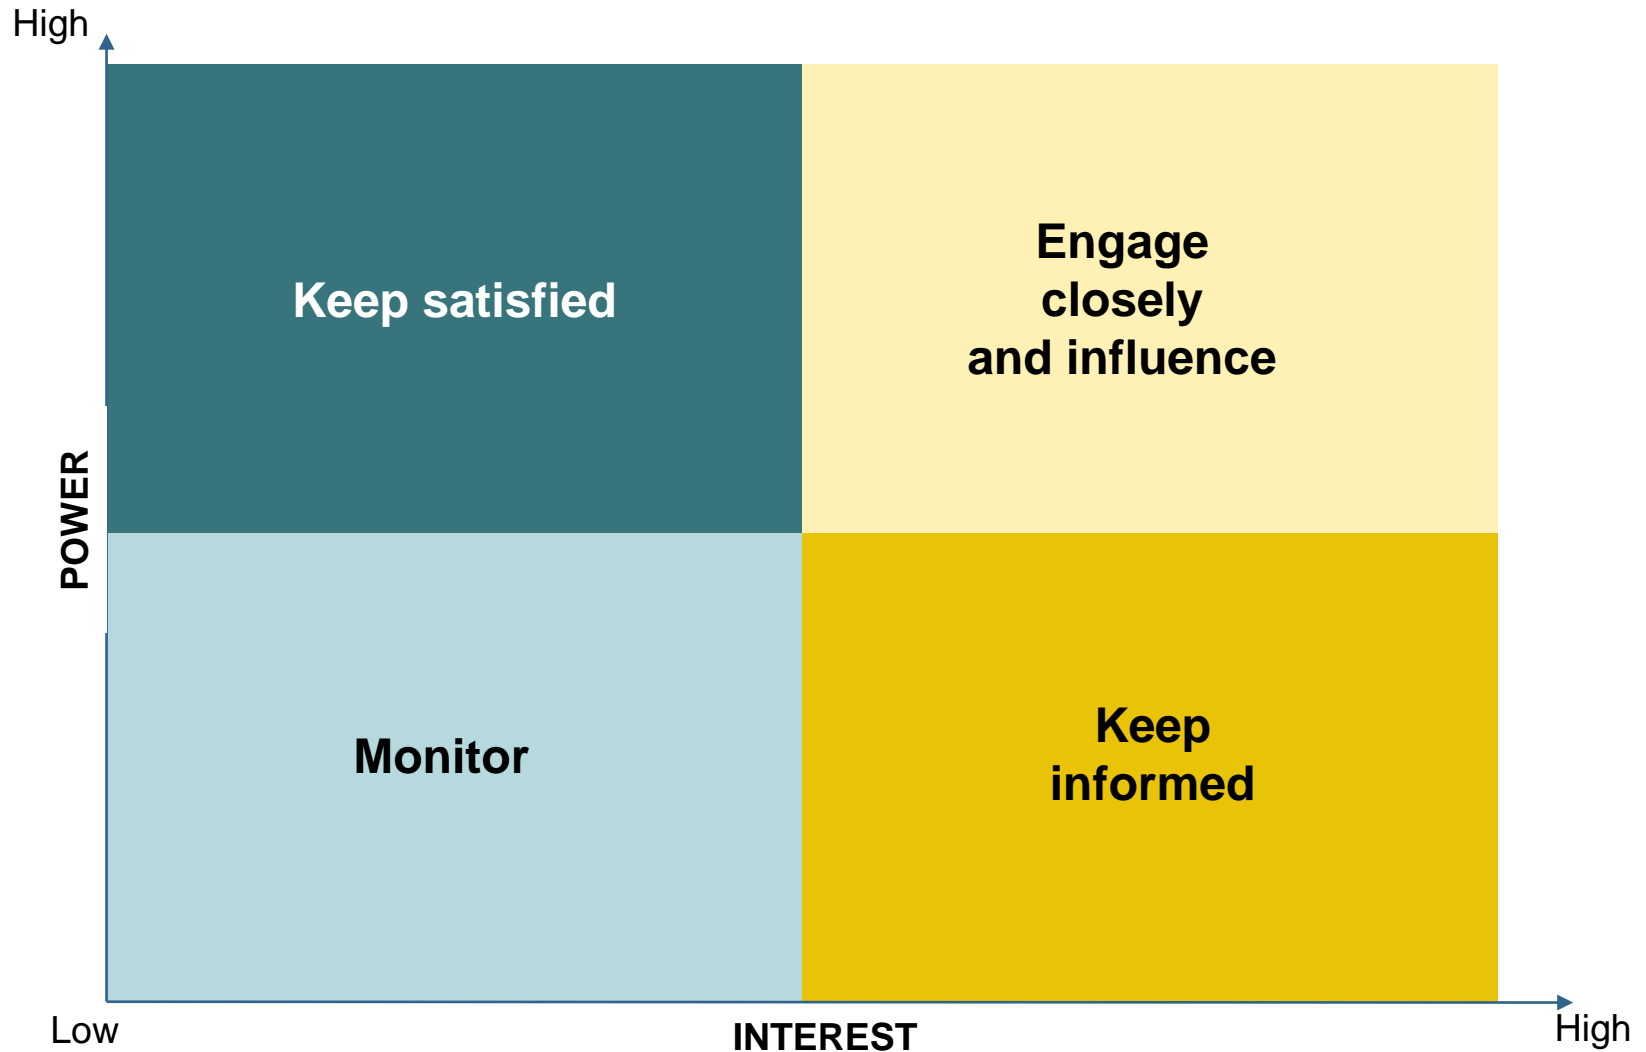 High
Keep satisfied
Engage
closely
and influence
POWER
Monitor
Keep
informed
Low
INTEREST
High